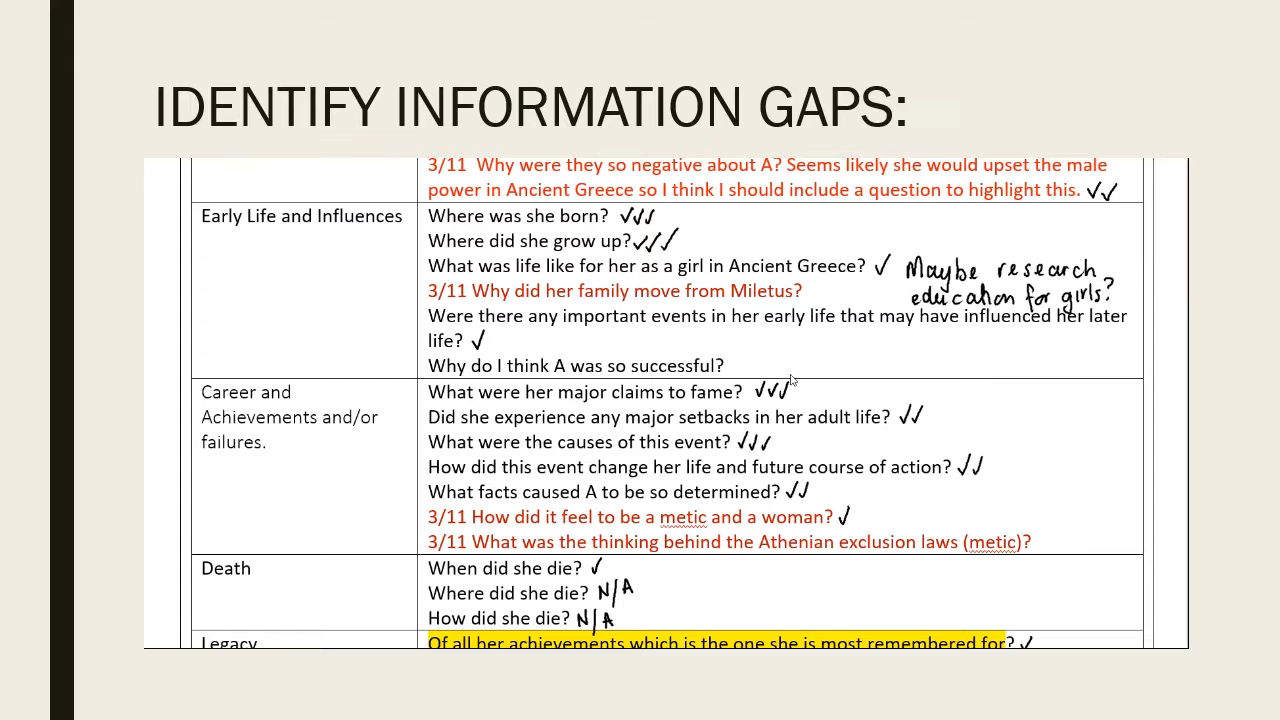 IDENTIFY INFORMATION GAPS:
3/11 Why were they so negative about A? Seems likely she would upset the male
power in Ancient Greece so I think I should include a question to highlight this. ✓✓
Early Life and Influences
Where was she born? ✓✓✓
Where did she grow up? ✓✓✓
What was life like for her as a girl in Ancient Greece? ✓ Maybe research
education for girls?
3/11 Why did her family move from Miletus?
Were there any important events in her early life that may have influenced her later
life? ✓
Why do I think A was so successful?
Career and
Achievements and/or
failures.
What were her major claims to fame? ✓✓✓
Did she experience any major setbacks in her adult life? ✓✓
What were the causes of this event? ✓✓✓
How did this event change her life and future course of action? ✓✓
What facts caused A to be so determined? ✓✓
3/11 How did it feel to be a metic and a woman? ✓
3/11 What was the thinking behind the Athenian exclusion laws (metic)?
Death
When did she die? ✓
Where did she die? N/A
How did she die? N/A
Legacy
Of all her achievements which is the one she is most remembered for? ✓